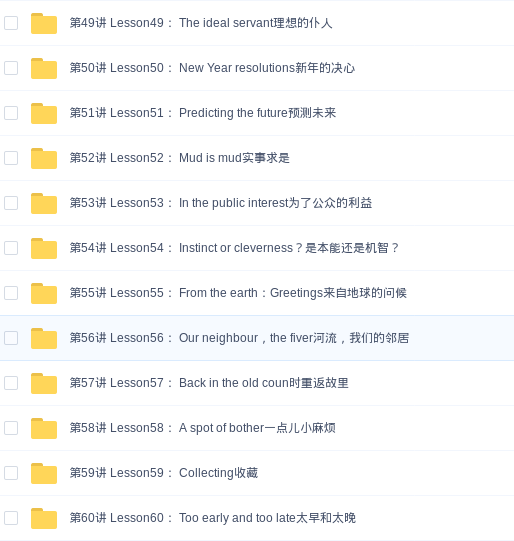 第49讲 Lesson49： The ideal servant理想的仆人
第50讲 Lesson50： New Year resolutions新年的决心
第51讲 Lesson51： Predicting the future预测未来
第52讲 Lesson52： Mud is mud实事求是
第53讲 Lesson53： In the public interest为了公众的利益
第54讲 Lesson54： Instinct or cleverness？是本能还是机智？
第55讲 Lesson55： From the earth：Greetings来自地球的问候
第56讲 Lesson56： Our neighbour，the fiver河流，我们的邻居
第57讲 Lesson57： Back in the old coun时重返故里
第58讲 Lesson58： A spot of bother一点儿小麻烦
第59讲 Lesson59： Collecting收藏
第60讲 Lesson60： Too early and too late太早和太晚